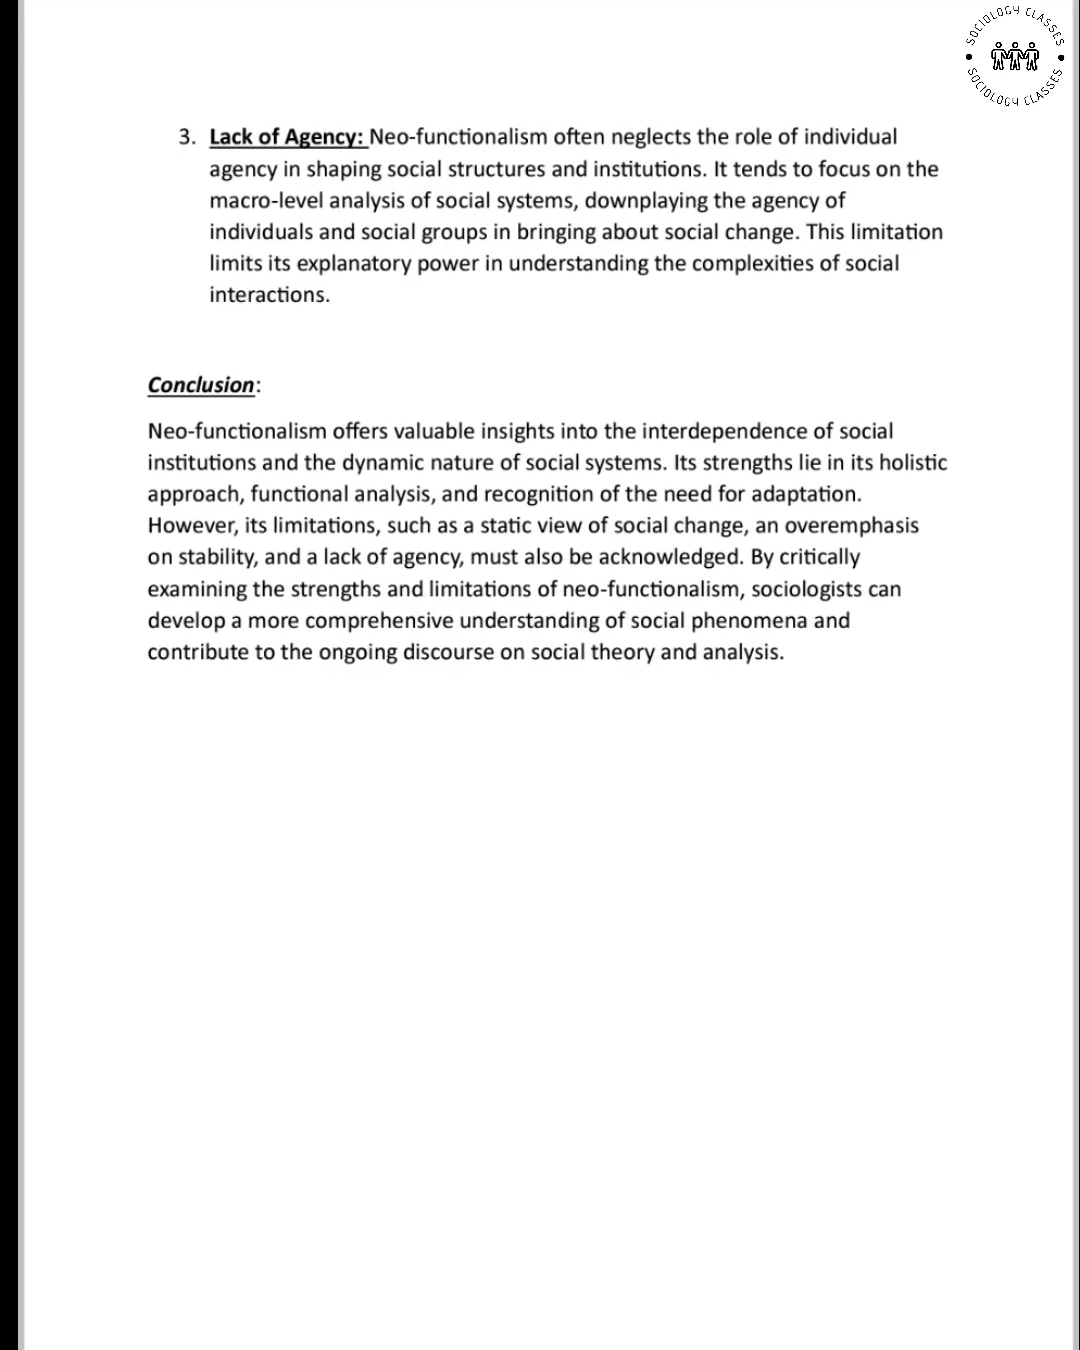 SOCIOLOGY CLASSES
SOCIOLOGY CLASSES
3. Lack of Agency: Neo-functionalism often neglects the role of individual
agency in shaping social structures and institutions. It tends to focus on the
macro-level analysis of social systems, downplaying the agency of
individuals and social groups in bringing about social change. This limitation
limits its explanatory power in understanding the complexities of social
interactions.
Conclusion:
Neo-functionalism offers valuable insights into the interdependence of social
institutions and the dynamic nature of social systems. Its strengths lie in its holistic
approach, functional analysis, and recognition of the need for adaptation.
However, its limitations, such as a static view of social change, an overemphasis
on stability, and a lack of agency, must also be acknowledged. By critically
examining the strengths and limitations of neo-functionalism, sociologists can
develop a more comprehensive understanding of social phenomena and
contribute to the ongoing discourse on social theory and analysis.